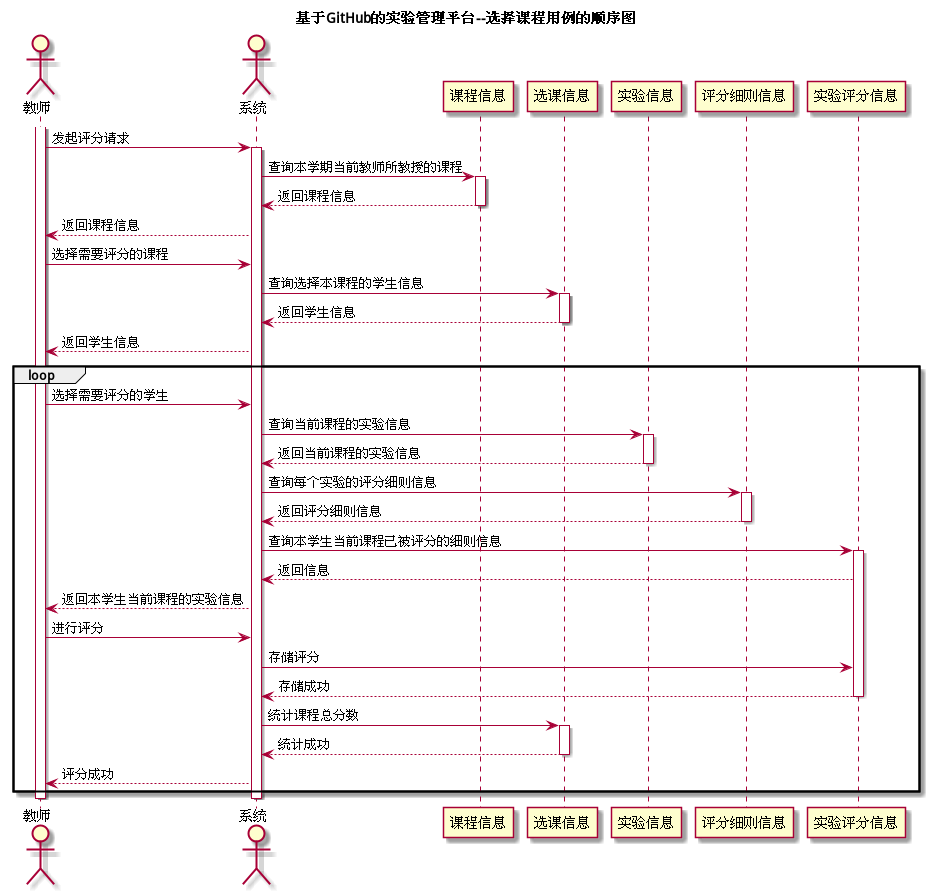 基于GitHub的实验管理平台--选择课程用例的顺序图
教师
系统
课程信息
选课信息
实验信息
评分细则信息
实验评分信息
发起评分请求
查询本学期当前教师所教授的课程
返回课程信息
返回课程信息
选择需要评分的课程
查询选择本课程的学生信息
返回学生信息
返回学生信息
loop
选择需要评分的学生
查询当前课程的实验信息
返回当前课程的实验信息
查询每个实验的评分细则信息
返回评分细则信息
查询本学生当前课程已被评分的细则信息
返回信息
返回本学生当前课程的实验信息
进行评分
存储评分
存储成功
统计课程总分数
统计成功
评分成功
教师
系统
课程信息
选课信息
实验信息
评分细则信息
实验评分信息